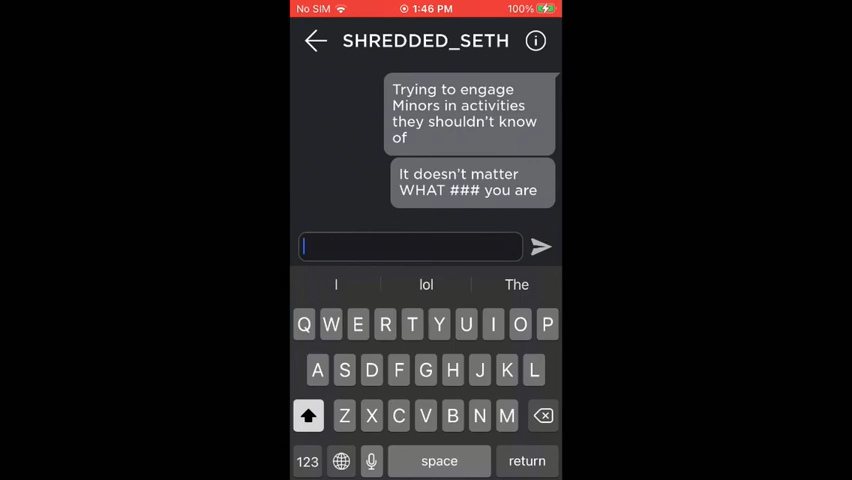 No SIM 1:46 PM 100%
SHREDDED_SETH
Trying to engage
Minors in activities
they shouldn't know
of
It doesn't matter
WHAT ### you are
I lol The
Q W E R T Y U I O P
A S D F G H J K L
Z X C V B N M
123 space return